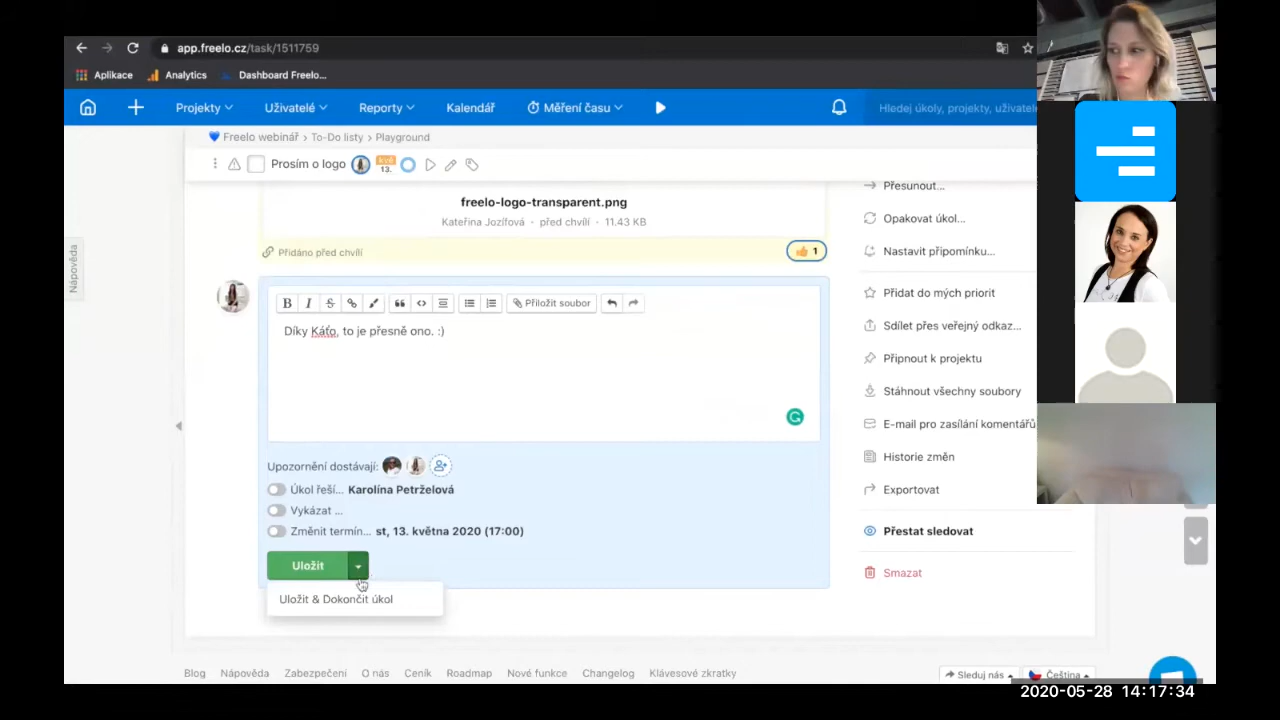 app.freelo.cz/task/1511759
Aplikace Analytics Dashboard Freelo...
Projekty Uživatelé Reporty Kalendář Měření času Hledej úkoly, projekty, uživatele
Freelo webinář › To-Do listy › Playground
Prosím o logo KVĚ 13.
freelo-logo-transparent.png
Kateřina Jozífová · před chvílí · 11.43 KB
Přidáno před chvílí 1
Přiložit soubor
Díky Káťo, to je přesně ono. :)
Upozornění dostávají:
Úkol řeší... Karolína Petrželová
Vykázat ...
Změnit termín... st, 13. května 2020 (17:00)
Uložit
Uložit & Dokončit úkol
Přesunout...
Opakovat úkol...
Nastavit připomínku...
Přidat do mých priorit
Sdílet přes veřejný odkaz...
Připnout k projektu
Stáhnout všechny soubory
E-mail pro zasílání komentářů
Historie změn
Exportovat
Přestat sledovat
Smazat
Nápověda
Blog Nápověda Zabezpečení O nás Ceník Roadmap Nové funkce Changelog Klávesové zkratky Sleduj nás Čeština
2020-05-28 14:17:34